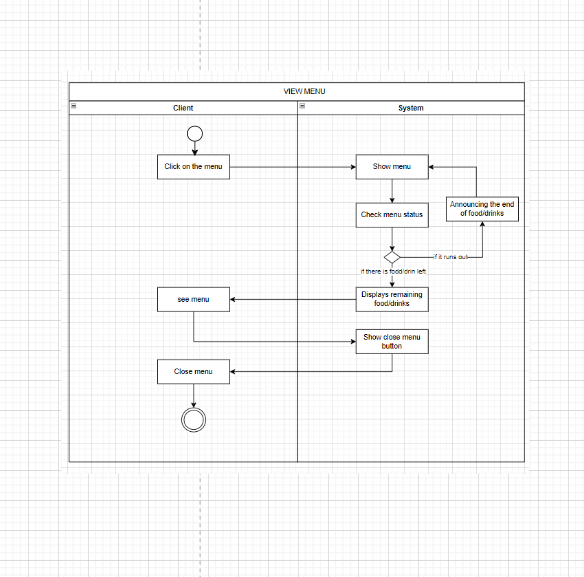 VIEW MENU
Client
System
Click on the menu
Show menu
Announcing the end
of food/drinks
Check menu status
if it runs out
if there is fodd/drin left
see menu
Displays remaining
food/drinks
Show close menu
button
Close menu